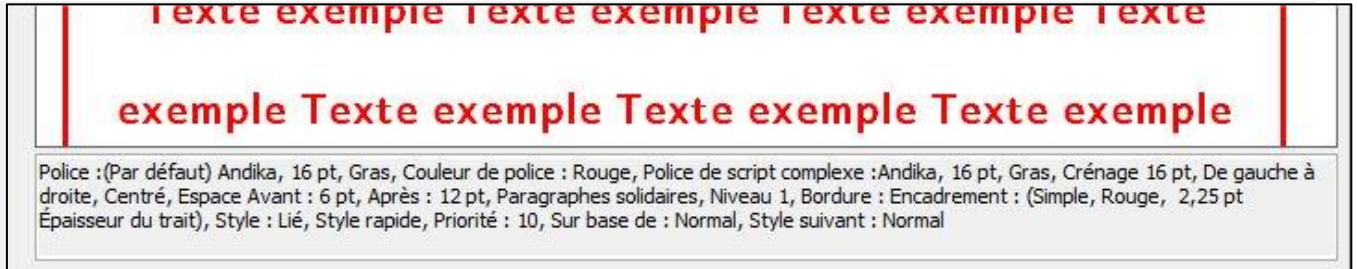 Texte exemple Texte exemple Texte exemple Texte
exemple Texte exemple Texte exemple Texte exemple
Police :(Par défaut) Andika, 16 pt, Gras, Couleur de police : Rouge, Police de script complexe :Andika, 16 pt, Gras, Crénage 16 pt, De gauche à
droite, Centré, Espace Avant : 6 pt, Après : 12 pt, Paragraphes solidaires, Niveau 1, Bordure : Encadrement : (Simple, Rouge,  2,25 pt
Épaisseur du trait), Style : Lié, Style rapide, Priorité : 10, Sur base de : Normal, Style suivant : Normal